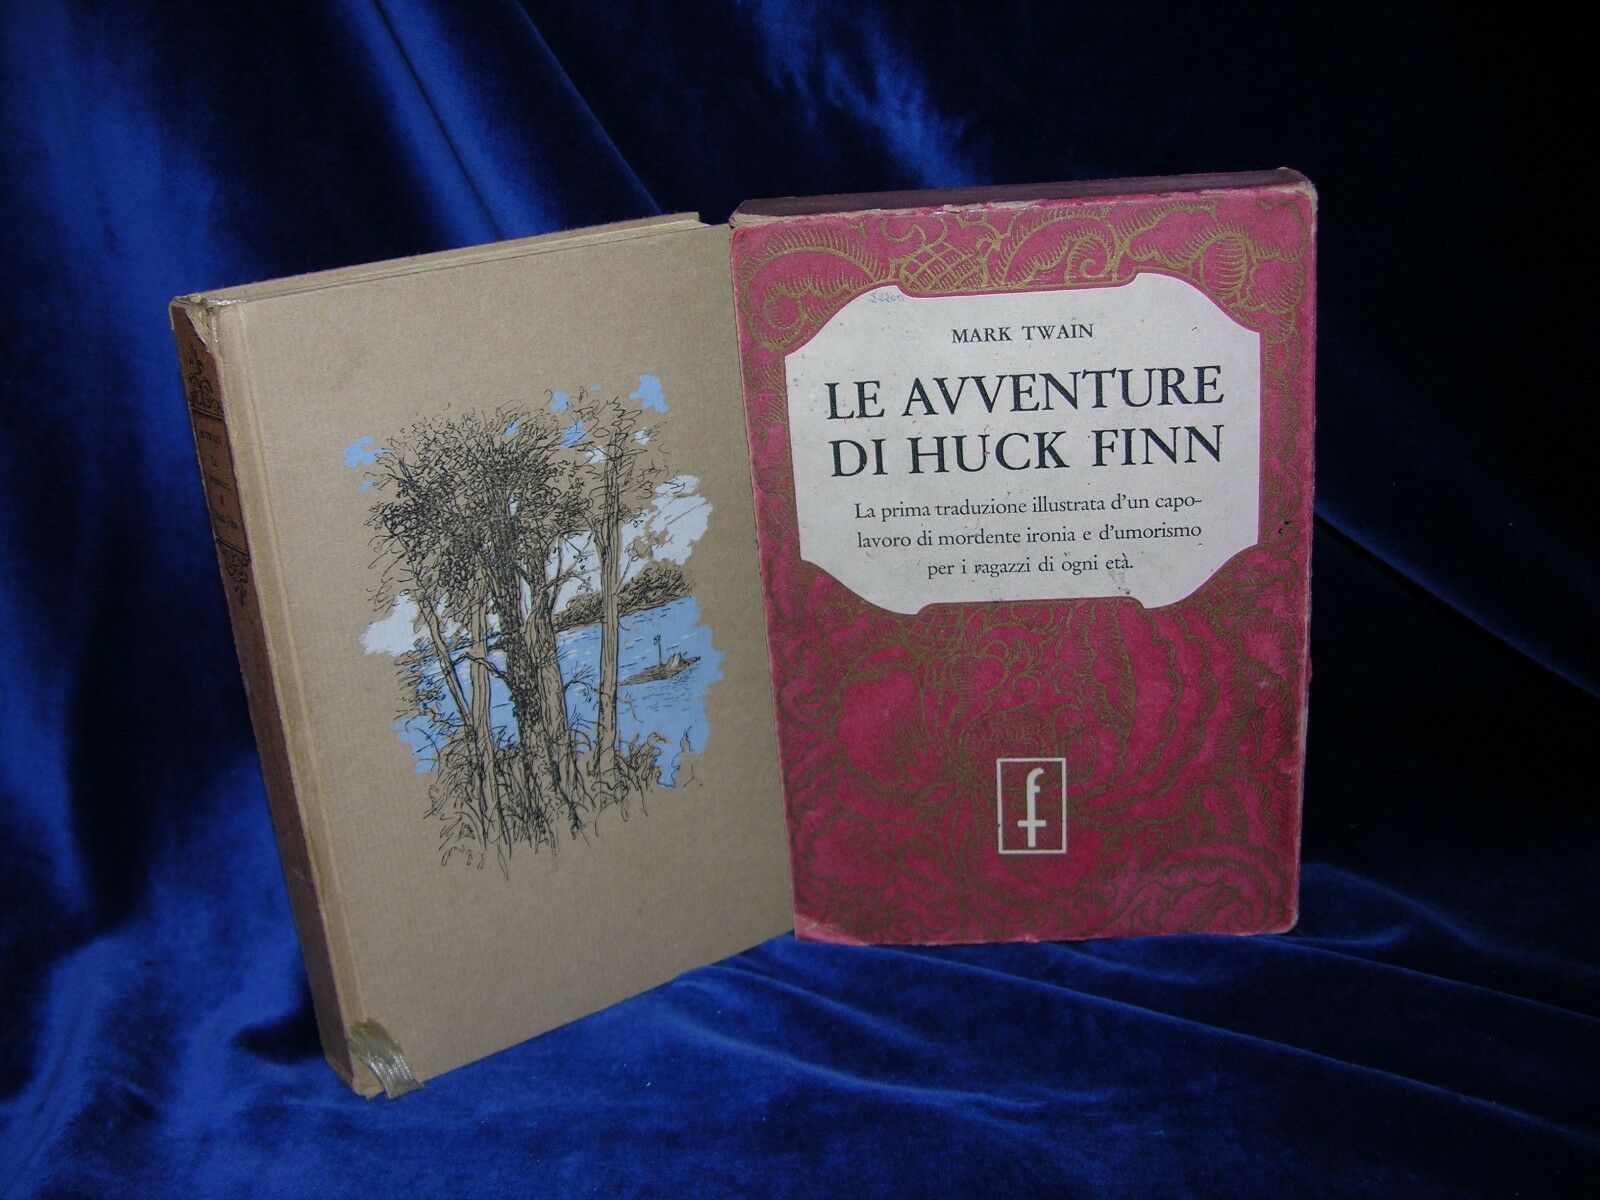 MARK TWAIN
LE AVVENTURE
DI HUCK FINN
La prima traduzione illustrata d'un capo-
lavoro di mordente ironia e d'umorismo
per i ragazzi di ogni età.
f